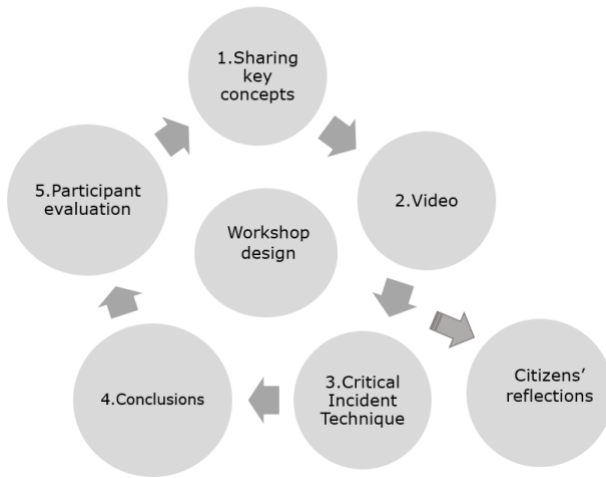 1.Sharing
key
concepts
2.Video
Citizens’
reflections
3.Critical
Incident
Technique
4.Conclusions
5.Participant
evaluation
Workshop
design